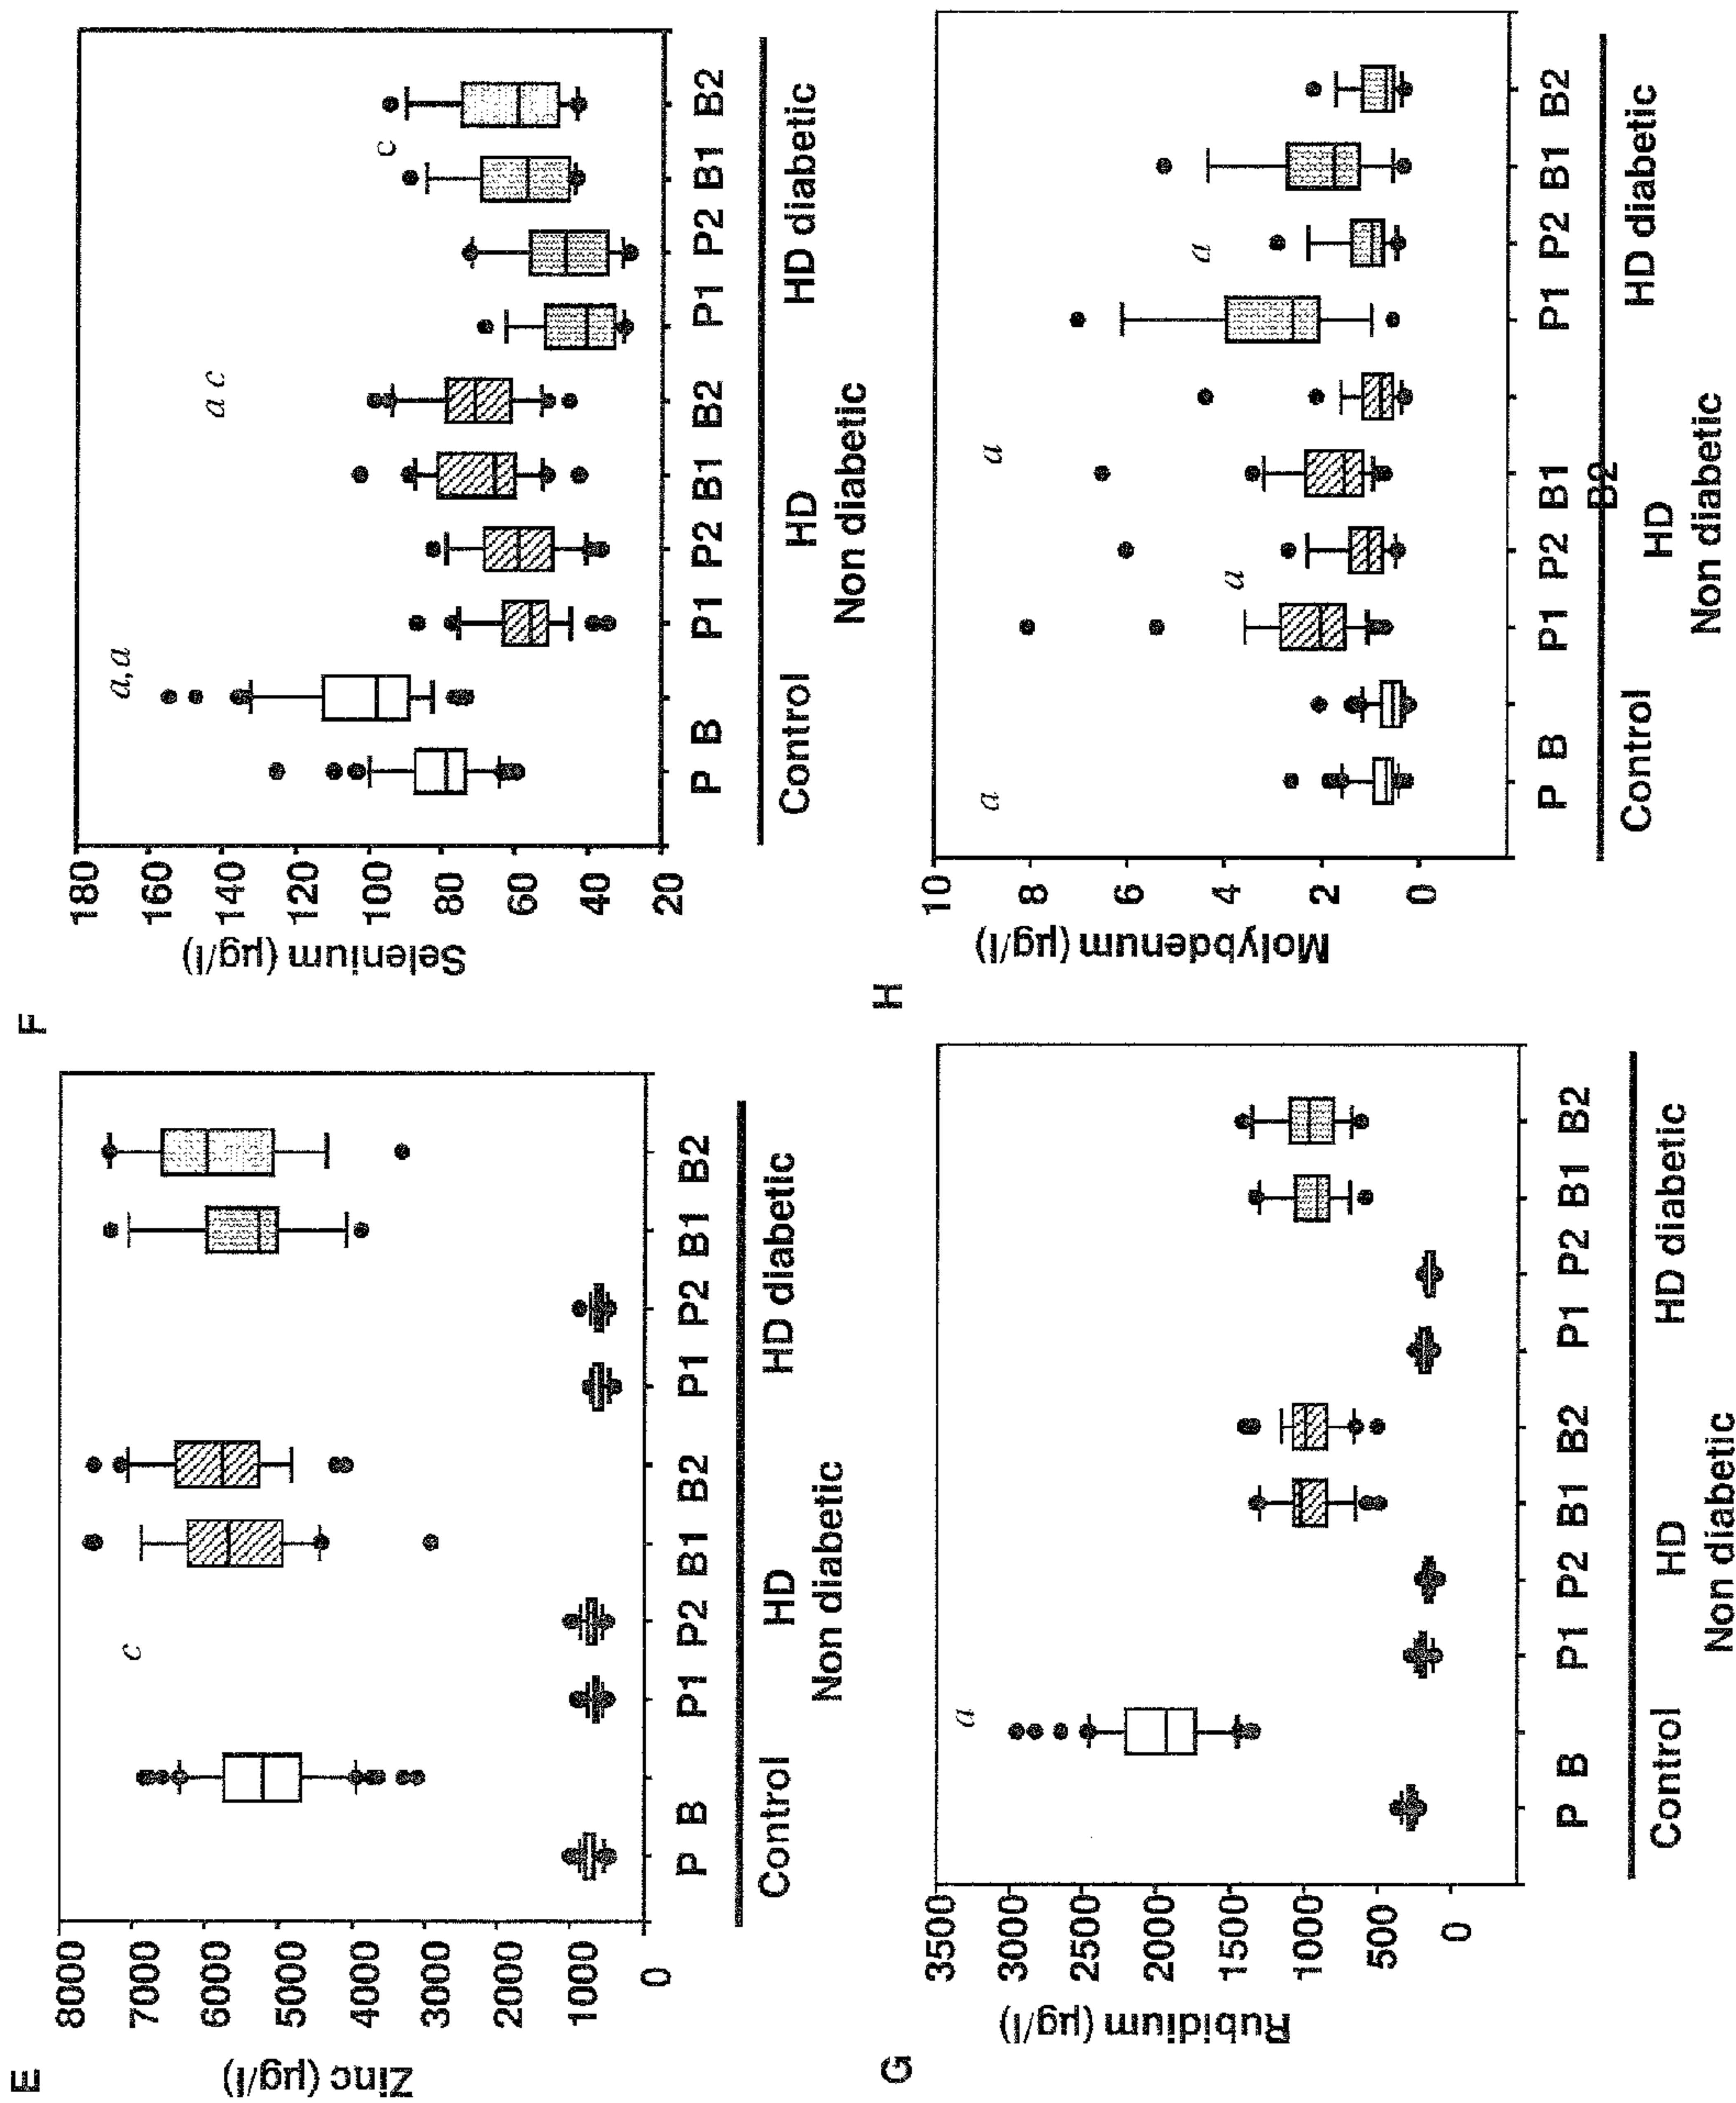 E
Zinc (µg/l)
8000
7000
6000
5000
4000
3000
2000
1000
0
c
P B P1 P2 B1 B2 P1 P2 B1 B2
Control HD HD diabetic
Non diabetic
F
Selenium (µg/l)
180
160
140
120
100
80
60
40
20
a,a
a c
c
P B P1 P2 B1 B2 P1 P2 B1 B2
Control HD HD diabetic
Non diabetic
G
Rubidium (µg/l)
3500
3000
2500
2000
1500
1000
500
0
a
P B P1 P2 B1 B2 P1 P2 B1 B2
Control HD HD diabetic
Non diabetic
H
Molybdenum (µg/l)
10
8
6
4
2
0
a
a
a
a
P B P1 P2 B1 P1 P2 B1 B2
B2
Control HD HD diabetic
Non diabetic